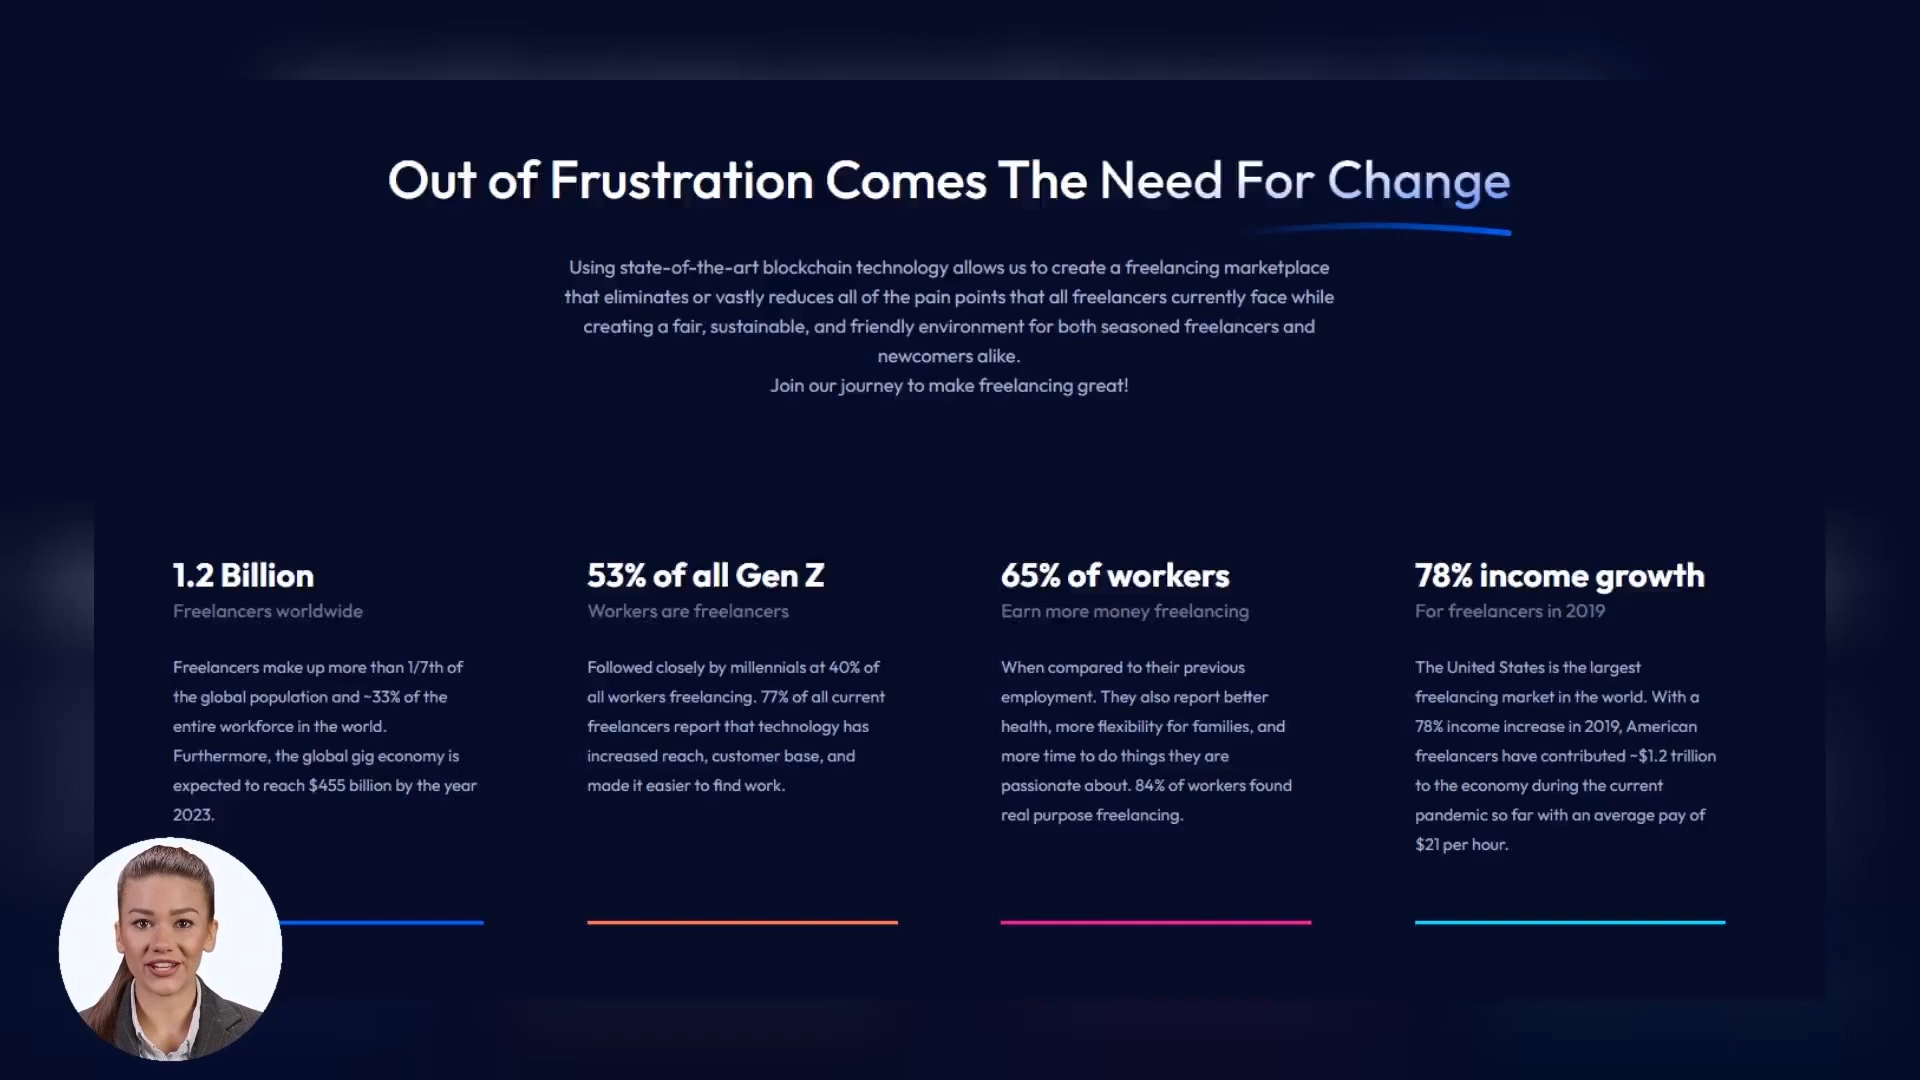 Out of Frustration Comes The Need For Change
Using state-of-the-art blockchain technology allows us to create a freelancing marketplace
that eliminates or vastly reduces all of the pain points that all freelancers currently face while
creating a fair, sustainable, and friendly environment for both seasoned freelancers and
newcomers alike.
Join our journey to make freelancing great!
1.2 Billion
Freelancers worldwide
Freelancers make up more than 1/7th of
the global population and ~33% of the
entire workforce in the world.
Furthermore, the global gig economy is
expected to reach $455 billion by the year
2023.
53% of all Gen Z
Workers are freelancers
Followed closely by millennials at 40% of
all workers freelancing. 77% of all current
freelancers report that technology has
increased reach, customer base, and
made it easier to find work.
65% of workers
Earn more money freelancing
When compared to their previous
employment. They also report better
health, more flexibility for families, and
more time to do things they are
passionate about. 84% of workers found
real purpose freelancing.
78% income growth
For freelancers in 2019
The United States is the largest
freelancing market in the world. With a
78% income increase in 2019, American
freelancers have contributed ~$1.2 trillion
to the economy during the current
pandemic so far with an average pay of
$21 per hour.